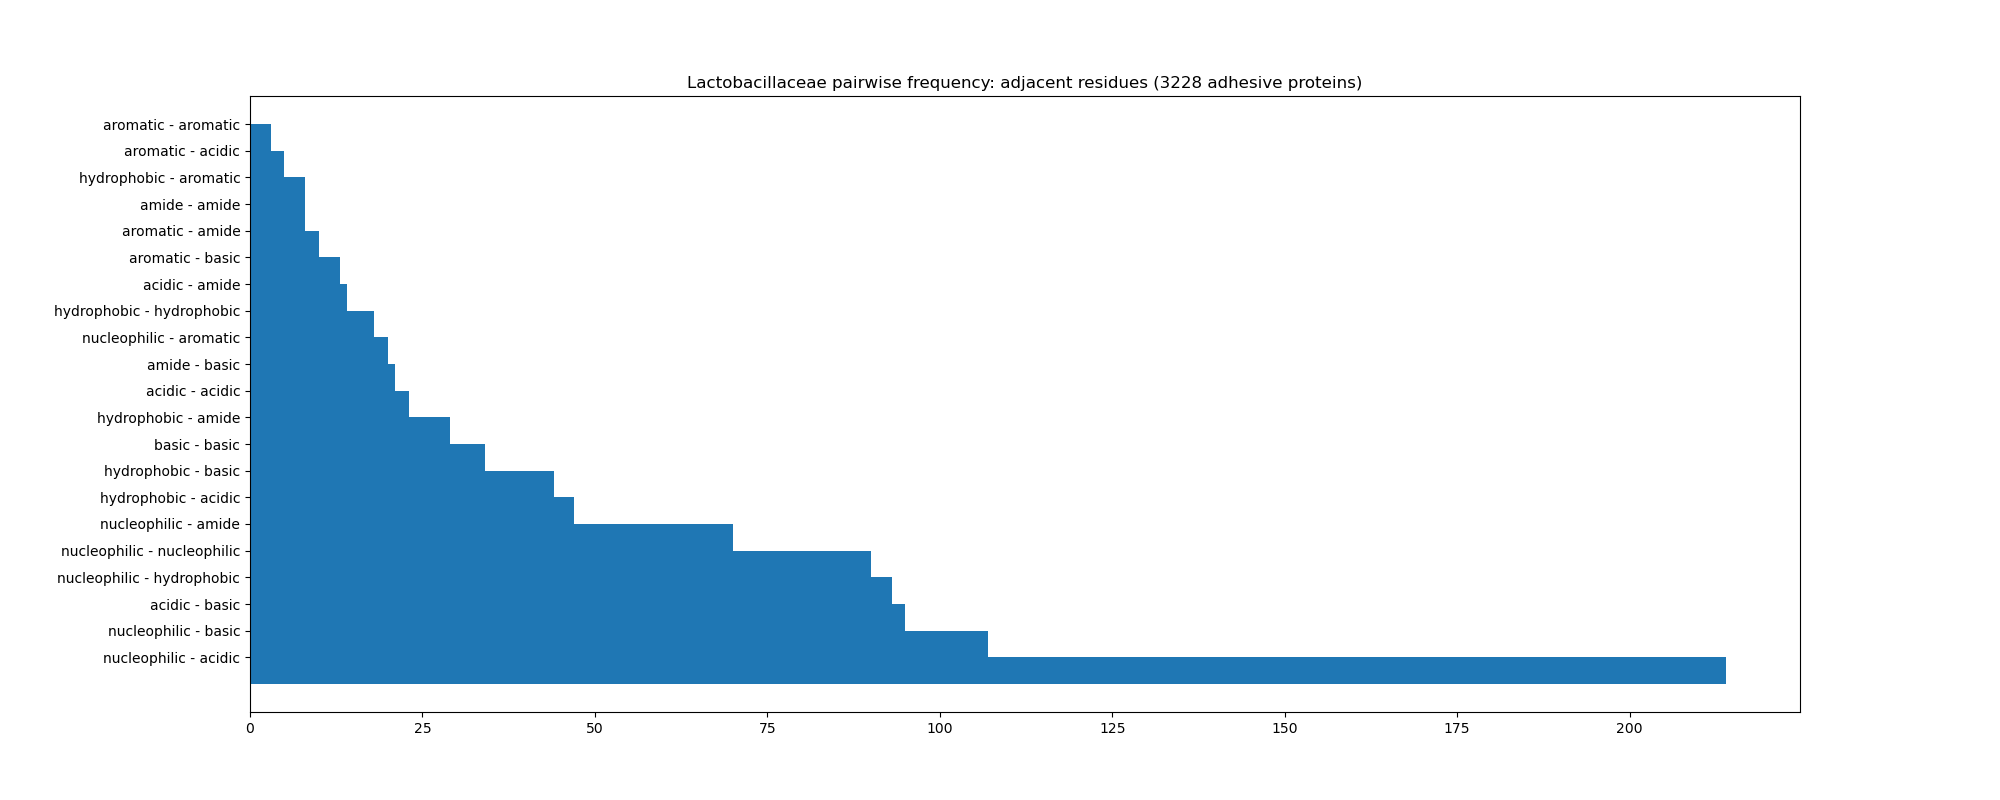 Lactobacillaceae pairwise frequency: adjacent residues (3228 adhesive proteins)
aromatic - aromatic
aromatic - acidic
hydrophobic - aromatic
amide - amide
aromatic - amide
aromatic - basic
acidic - amide
hydrophobic - hydrophobic
nucleophilic - aromatic
amide - basic
acidic - acidic
hydrophobic - amide
basic - basic
hydrophobic - basic
hydrophobic - acidic
nucleophilic - amide
nucleophilic - nucleophilic
nucleophilic - hydrophobic
acidic - basic
nucleophilic - basic
nucleophilic - acidic
0 25 50 75 100 125 150 175 200